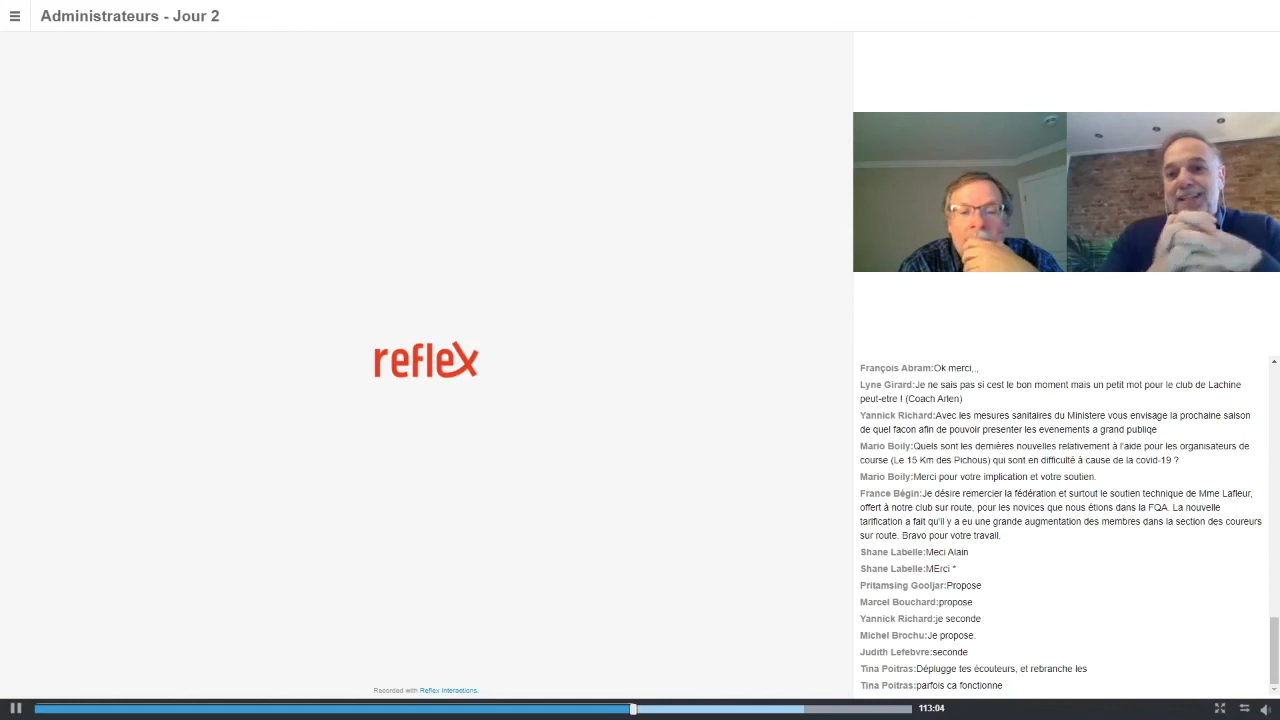 Administrateurs - Jour 2
reflex
François Abram:Ok merci,,,
Lyne Girard:Je ne sais pas si cest le bon moment mais un petit mot pour le club de Lachine
peut-etre ! (Coach Arlen)
Yannick Richard:Avec les mesures sanitaires du Ministere vous envisage la prochaine saison
de quel facon afin de pouvoir presenter les evenements a grand publiqe
Mario Boily:Quels sont les dernières nouvelles relativement à l'aide pour les organisateurs de
course (Le 15 Km des Pichous) qui sont en difficulté à cause de la covid-19 ?
Mario Boily:Merci pour votre implication et votre soutien.
France Bégin:Je désire remercier la fédération et surtout le soutien technique de Mme Lafleur,
offert à notre club sur route, pour les novices que nous étions dans la FQA. La nouvelle
tarification a fait qu'il y a eu une grande augmentation des membres dans la section des coureurs
sur route. Bravo pour votre travail.
Shane Labelle:Meci Alain
Shane Labelle:MErci *
Pritamsing Gooljar:Propose
Marcel Bouchard:propose
Yannick Richard:je seconde
Michel Brochu:Je propose.
Judith Lefebvre:seconde
Tina Poitras:Déplugge tes écouteurs, et rebranche les
Tina Poitras:parfois ca fonctionne
Recorded with Reflex Interactions.
113:04